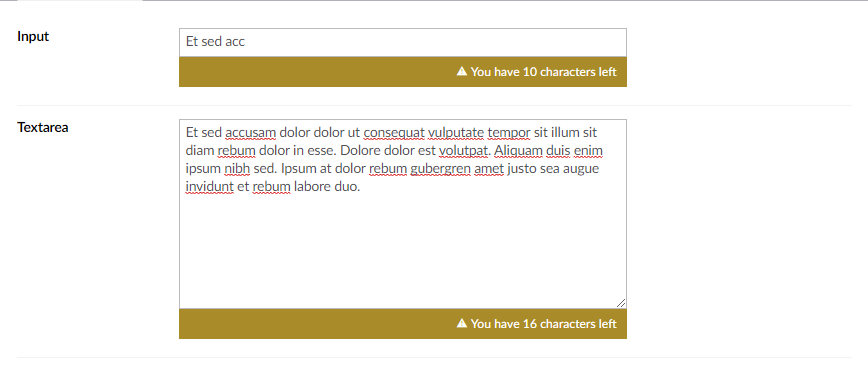 Input
Et sed acc
⚠ You have 10 characters left
Textarea
Et sed accusam dolor dolor ut consequat vulputate tempor sit illum sit
diam rebum dolor in esse. Dolore dolor est volutpat. Aliquam duis enim
ipsum nibh sed. Ipsum at dolor rebum gubergren amet justo sea augue
invidunt et rebum labore duo.
⚠ You have 16 characters left